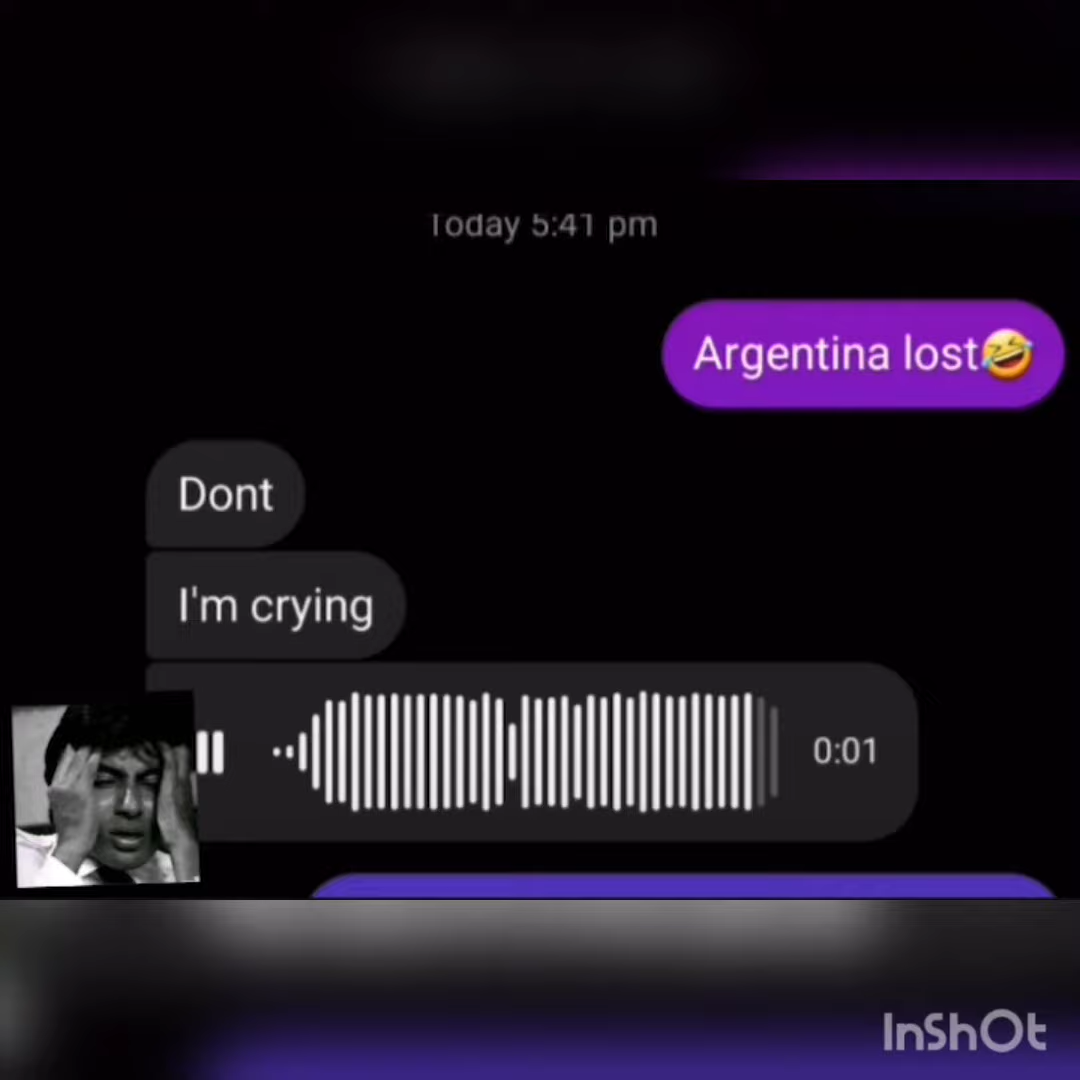 Today 5:41 pm
Argentina lost🤣
Dont
I'm crying
0:01
InShOt